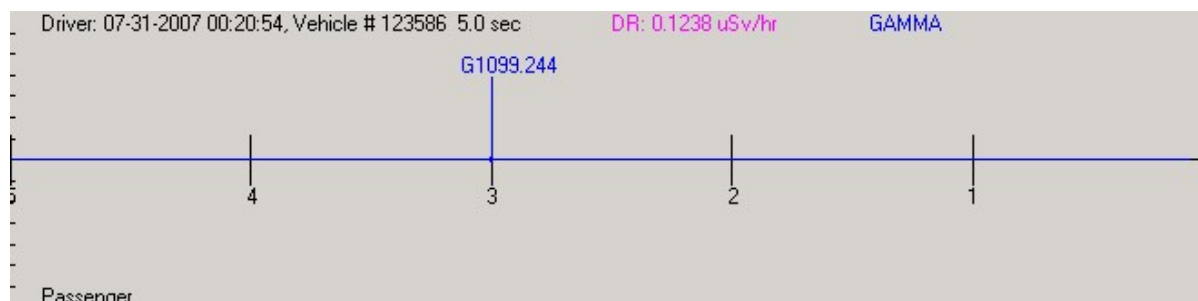 Driver: 07-31-2007 00:20:54, Vehicle # 123586 5.0 sec DR: 0.1238 uSv/hr GAMMA
G1099.244
5 4 3 2 1
Passenger